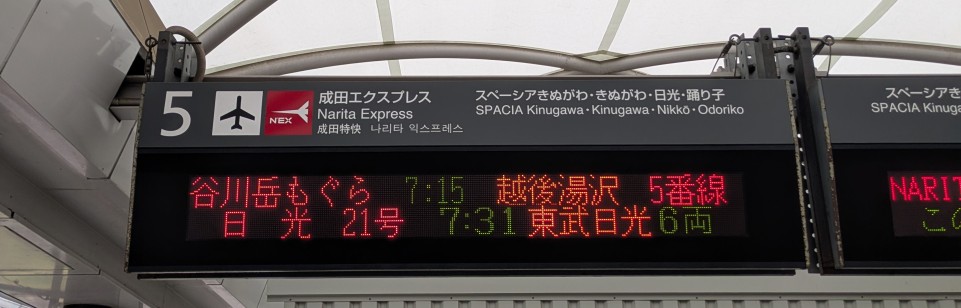 5
NEX
成田エクスプレス
Narita Express
成田特快 나리타 익스프레스
スペーシアきぬがわ・きぬがわ・日光・踊り子
SPACIA Kinugawa・Kinugawa・Nikkō・Odoriko
谷川岳もぐら 7:15 越後湯沢 5番線
日 光 21号 7:31 東武日光 6両
スペーシアき
SPACIA Kinuga
NARIT
この